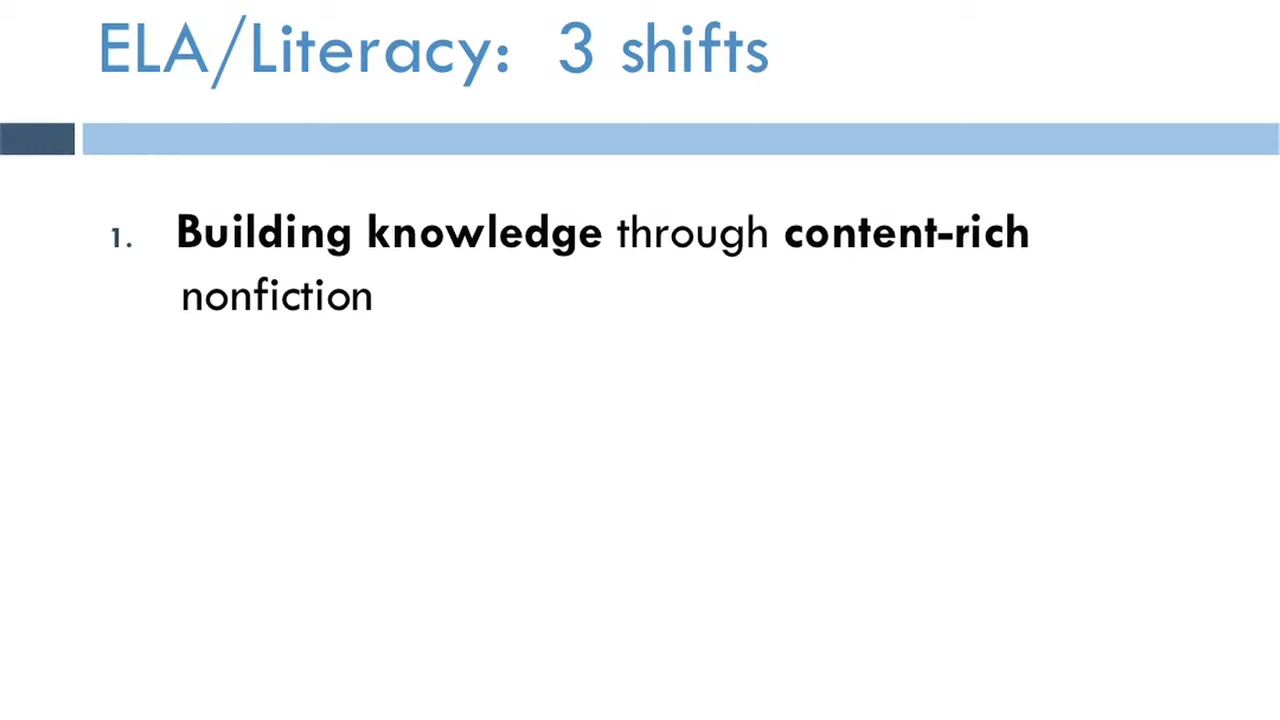 ELA/Literacy: 3 shifts
1. Building knowledge through content-rich
nonfiction